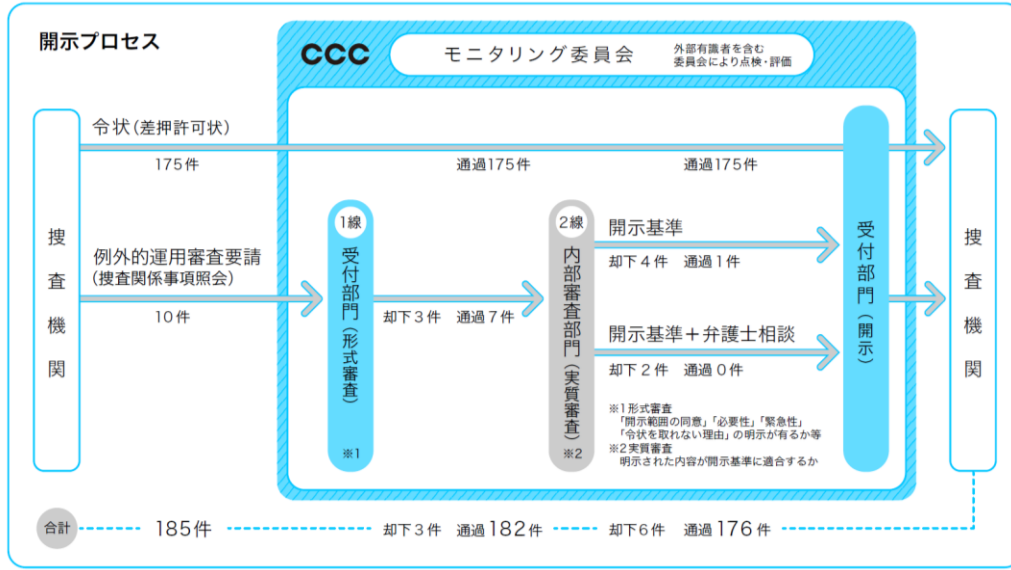 開示プロセス
CCC
モニタリング委員会
外部有識者を含む
委員会により点検・評価
捜査機関
令状(差押許可状)
175件
通過175件
通過175件
例外的運用審査要請
(捜査関係事項照会)
10件
1線
受付部門(形式審査)
※1
却下3件 通過7件
2線
内部審査部門(実質審査)
※2
開示基準
却下4件 通過1件
開示基準+弁護士相談
却下2件 通過0件
※1形式審査
「開示範囲の同意」「必要性」「緊急性」
「令状を取れない理由」の明示が有るか等
※2実質審査
明示された内容が開示基準に適合するか
受付部門(開示)
捜査機関
合計
185件
却下3件 通過182件
却下6件 通過176件